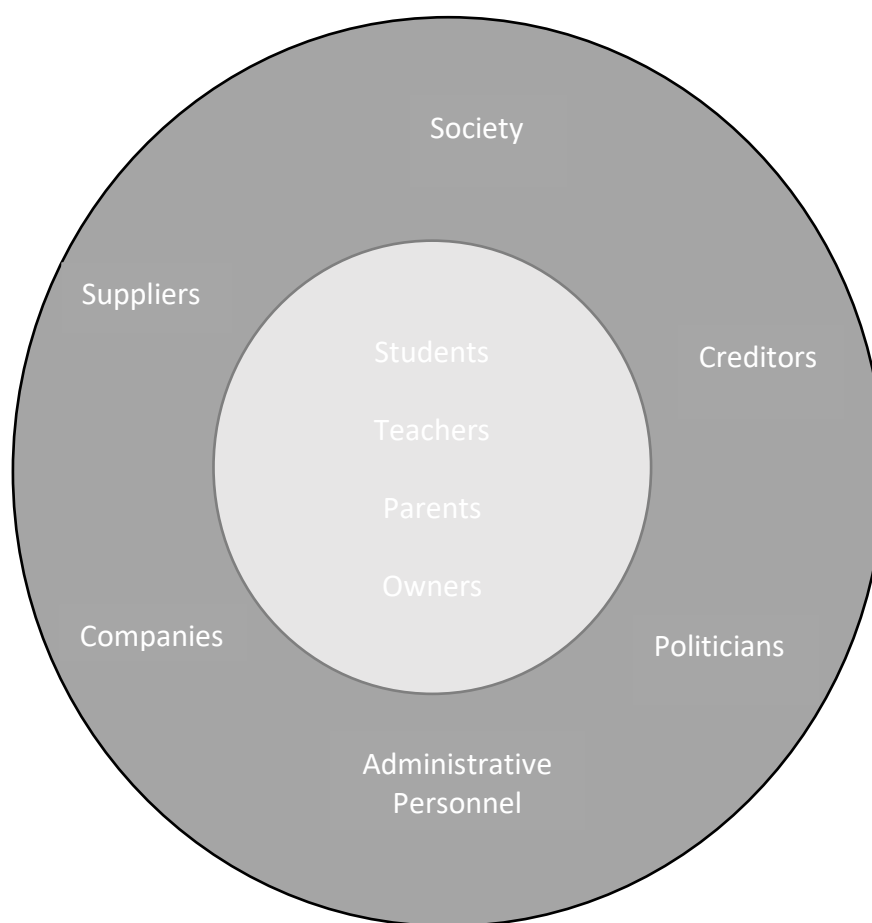 Society
Suppliers
Students
Creditors
Teachers
Parents
Owners
Companies
Politicians
Administrative
Personnel